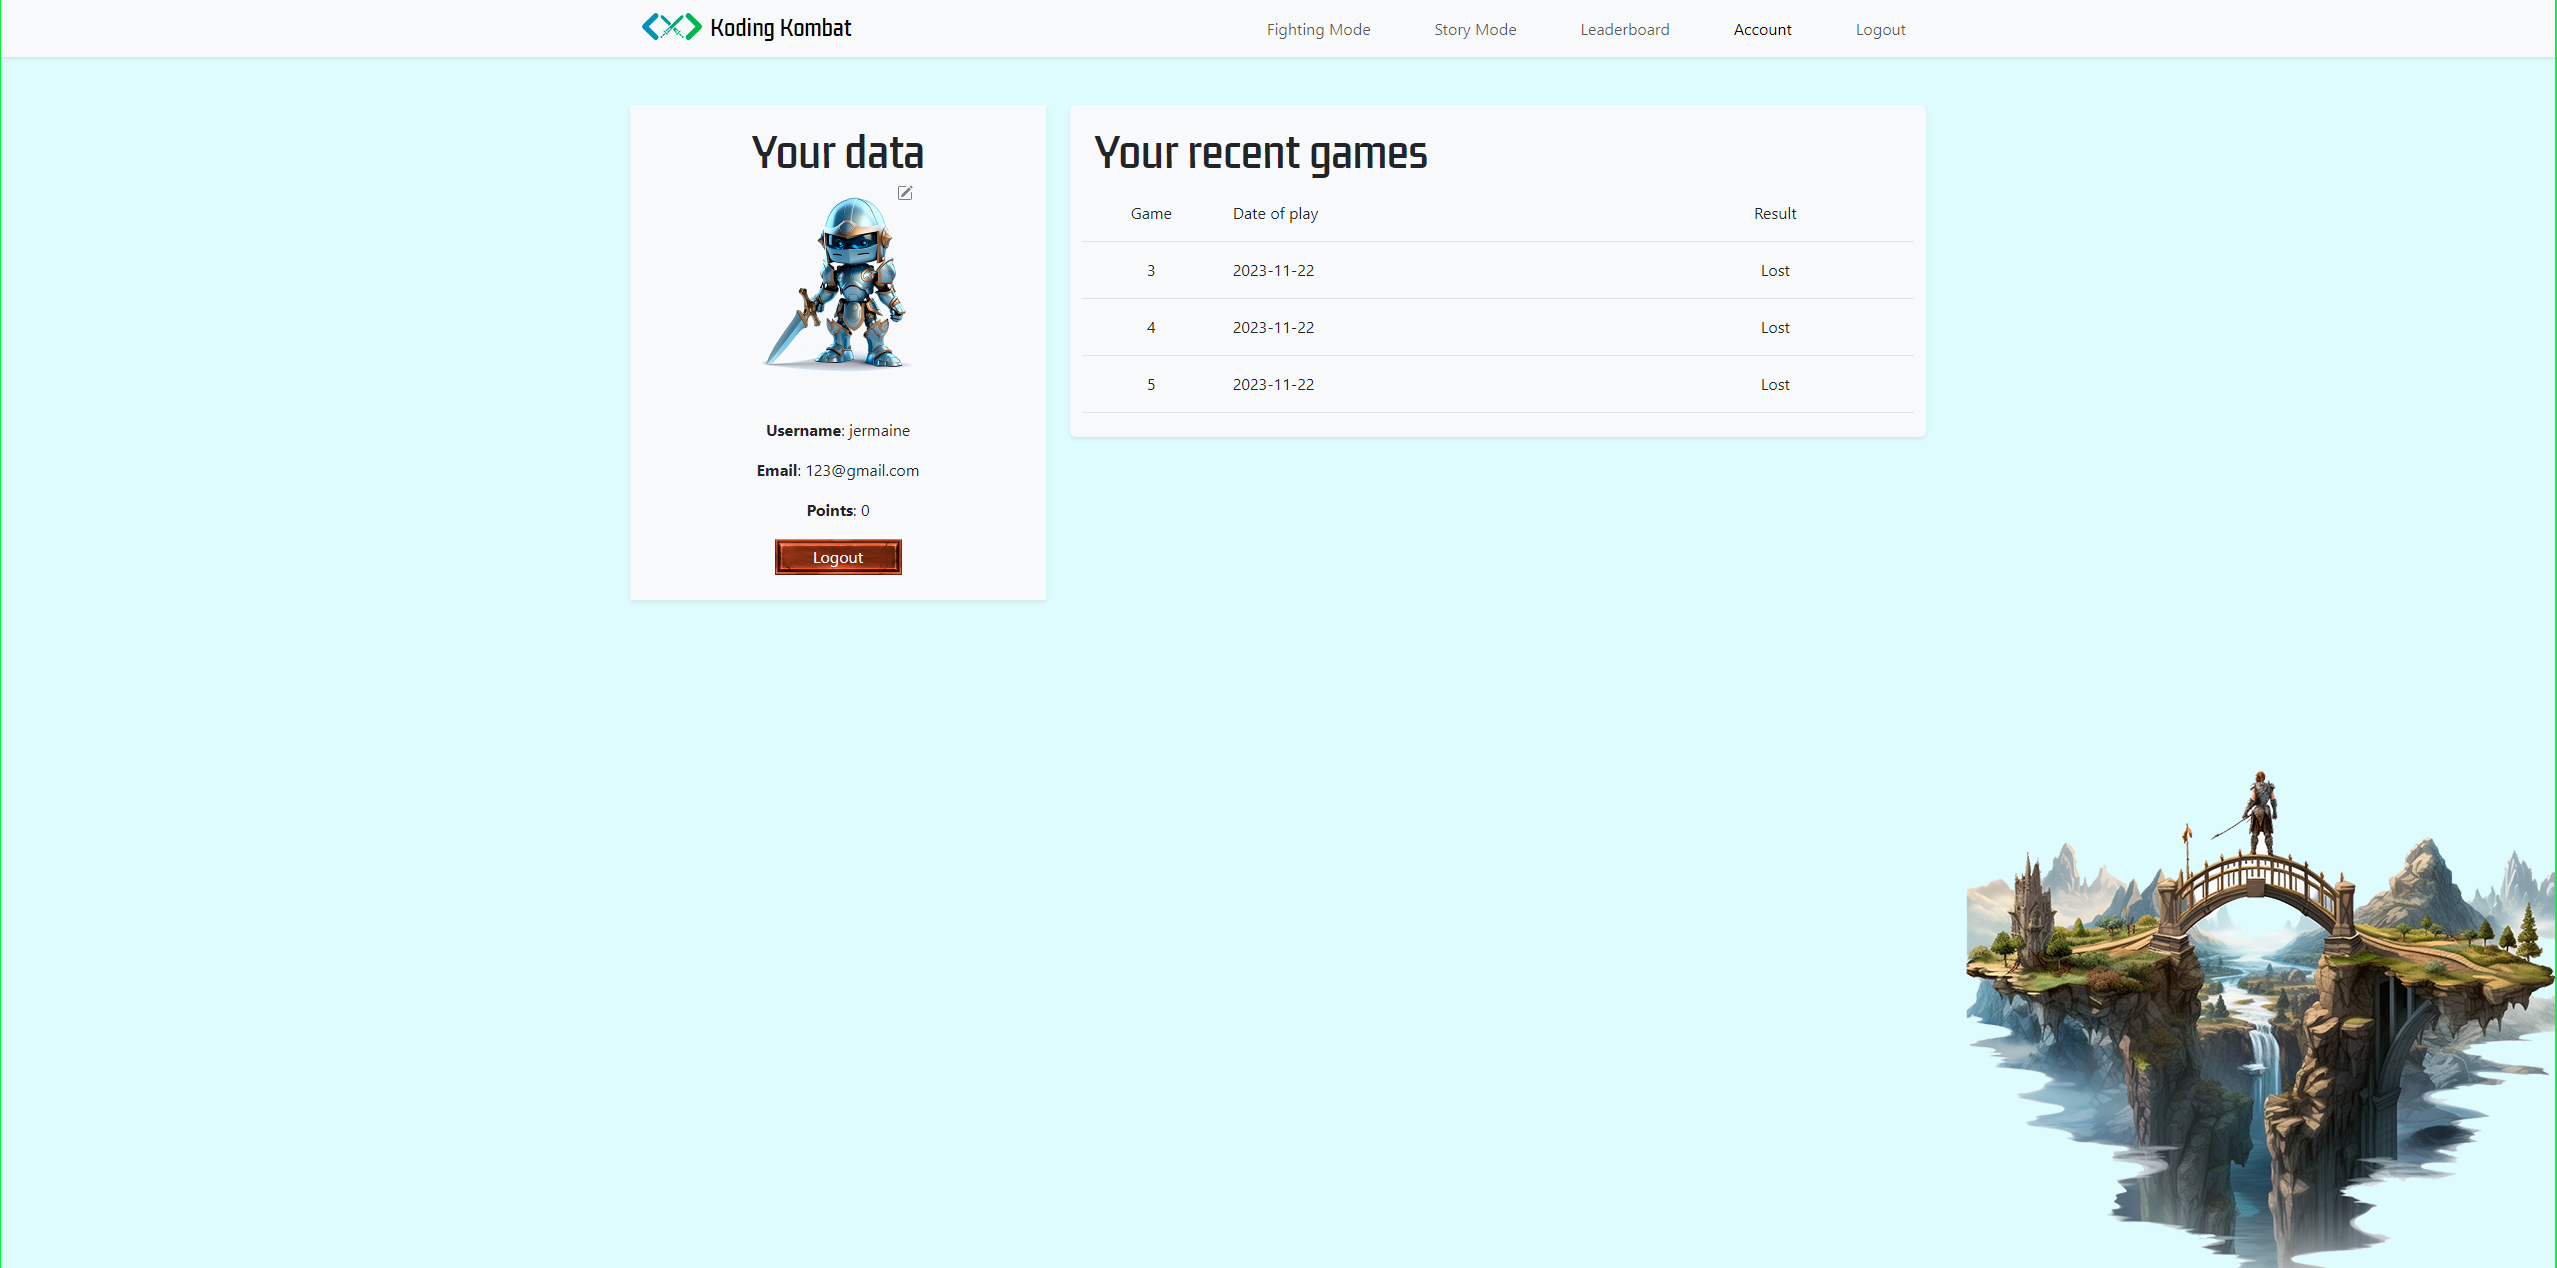 Koding Kombat Fighting Mode Story Mode Leaderboard Account Logout
Your data
Username: jermaine
Email: 123@gmail.com
Points: 0
Logout
Your recent games
Game Date of play Result
3 2023-11-22 Lost
4 2023-11-22 Lost
5 2023-11-22 Lost